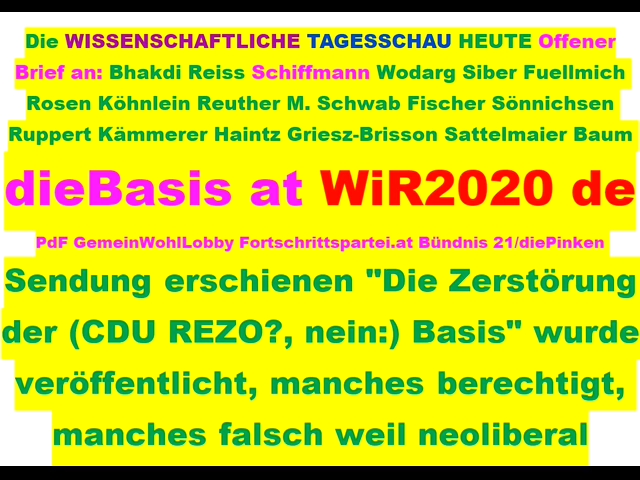 Die WISSENSCHAFTLICHE TAGESSCHAU HEUTE Offener
Brief an: Bhakdi Reiss Schiffmann Wodarg Siber Fuellmich
Rosen Köhnlein Reuther M. Schwab Fischer Sönnichsen
Ruppert Kämmerer Haintz Griesz-Brisson Sattelmaier Baum
dieBasis at WiR2020 de
PdF GemeinWohlLobby Fortschrittspartei.at Bündnis 21/diePinken
Sendung erschienen "Die Zerstörung
der (CDU REZO?, nein:) Basis" wurde
veröffentlicht, manches berechtigt,
manches falsch weil neoliberal